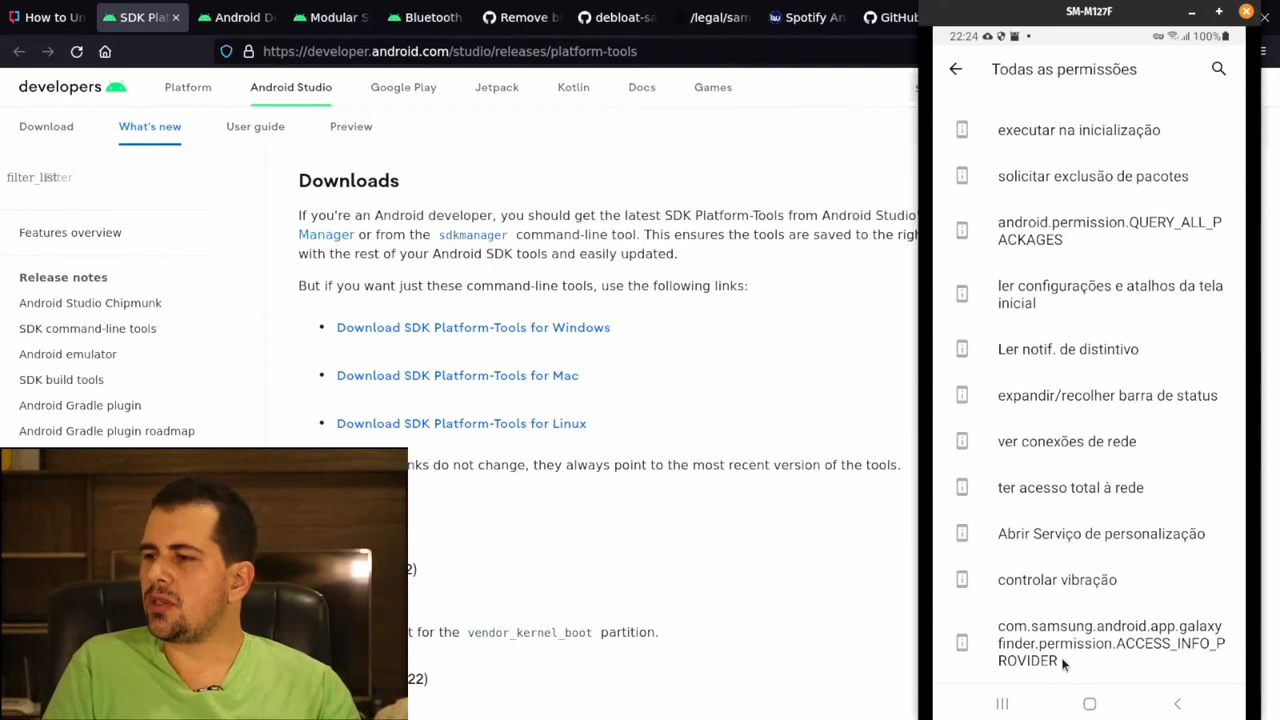 How to Un
SDK Plat
Android D
Modular S
Bluetooth
Remove b
debloat-sa
/legal/sam
Spotify An
GitHub
SM-M127F
https://developer.android.com/studio/releases/platform-tools
developers
Platform
Android Studio
Google Play
Jetpack
Kotlin
Docs
Games
Download
What's new
User guide
Preview
Features overview
Release notes
Android Studio Chipmunk
SDK command-line tools
Android emulator
SDK build tools
Android Gradle plugin
Android Gradle plugin roadmap
Downloads
If you're an Android developer, you should get the latest SDK Platform-Tools from Android Studio'
Manager or from the sdkmanager command-line tool. This ensures the tools are saved to the righ
with the rest of your Android SDK tools and easily updated.
But if you want just these command-line tools, use the following links:
• Download SDK Platform-Tools for Windows
• Download SDK Platform-Tools for Mac
• Download SDK Platform-Tools for Linux
nks do not change, they always point to the most recent version of the tools.
2)
t for the vendor_kernel_boot partition.
22)
22:24
100%
Todas as permissões
executar na inicialização
solicitar exclusão de pacotes
android.permission.QUERY_ALL_P
ACKAGES
ler configurações e atalhos da tela
inicial
Ler notif. de distintivo
expandir/recolher barra de status
ver conexões de rede
ter acesso total à rede
Abrir Serviço de personalização
controlar vibração
com.samsung.android.app.galaxy
finder.permission.ACCESS_INFO_P
ROVIDER